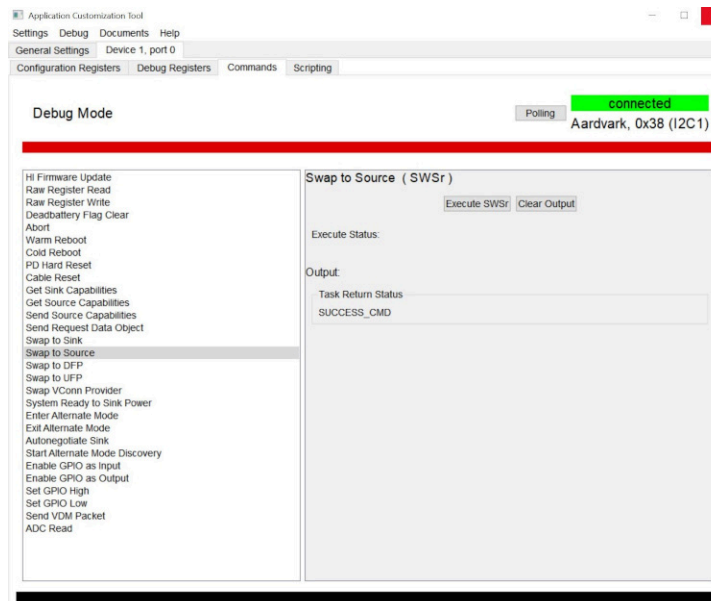 Application Customization Tool
Settings Debug Documents Help
General Settings Device 1, port 0
Configuration Registers Debug Registers Commands Scripting
Debug Mode
Polling
connected
Aardvark, 0x38 (I2C1)
HI Firmware Update
Raw Register Read
Raw Register Write
Deadbattery Flag Clear
Abort
Warm Reboot
Cold Reboot
PD Hard Reset
Cable Reset
Get Sink Capabilities
Get Source Capabilities
Send Source Capabilities
Send Request Data Object
Swap to Sink
Swap to Source
Swap to DFP
Swap to UFP
Swap VConn Provider
System Ready to Sink Power
Enter Alternate Mode
Exit Alternate Mode
Autonegotiate Sink
Start Alternate Mode Discovery
Enable GPIO as Input
Enable GPIO as Output
Set GPIO High
Set GPIO Low
Send VDM Packet
ADC Read
Swap to Source ( SWSr )
Execute SWSr Clear Output
Execute Status:
Output:
Task Return Status
SUCCESS_CMD